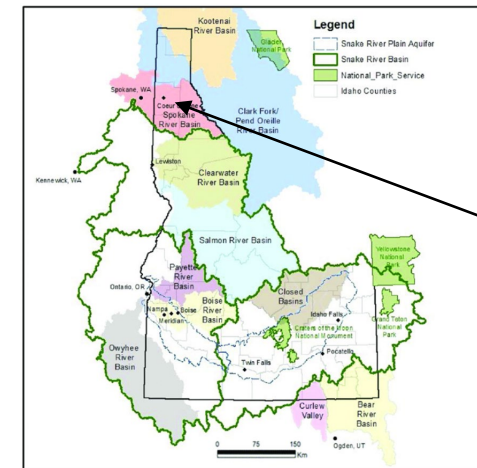 Kootenai
River Basin
Legend
Snake River Plain Aquifer
Snake River Basin
National_Park_Service
Idaho Counties
Glacier
National Park
Spokane, WA
Coeur
Spokane
River Basin
Clark Fork/
Pend Oreille
River Basin
Lewiston
Kennewick, WA
Clearwater
River Basin
Salmon River Basin
Yellowstone
National
Park
Payette
River
Basin
Ontario, OR
Closed
Basins
Boise
River
Basin
Nampa
Boise
Meridian
Idaho Falls
Grand Teton
National
Park
Craters of the Moon
National Monument
Owyhee
River
Basin
Twin Falls
Pocatello
Curlew
Valley
Bear
River
Basin
Ogden, UT
0 75 150
Km